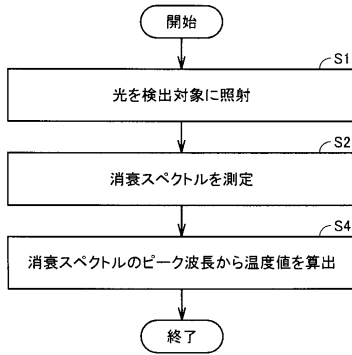 開始
S1
光を検出対象に照射
S2
消衰スペクトルを測定
S4
消衰スペクトルのピーク波長から温度値を算出
終了